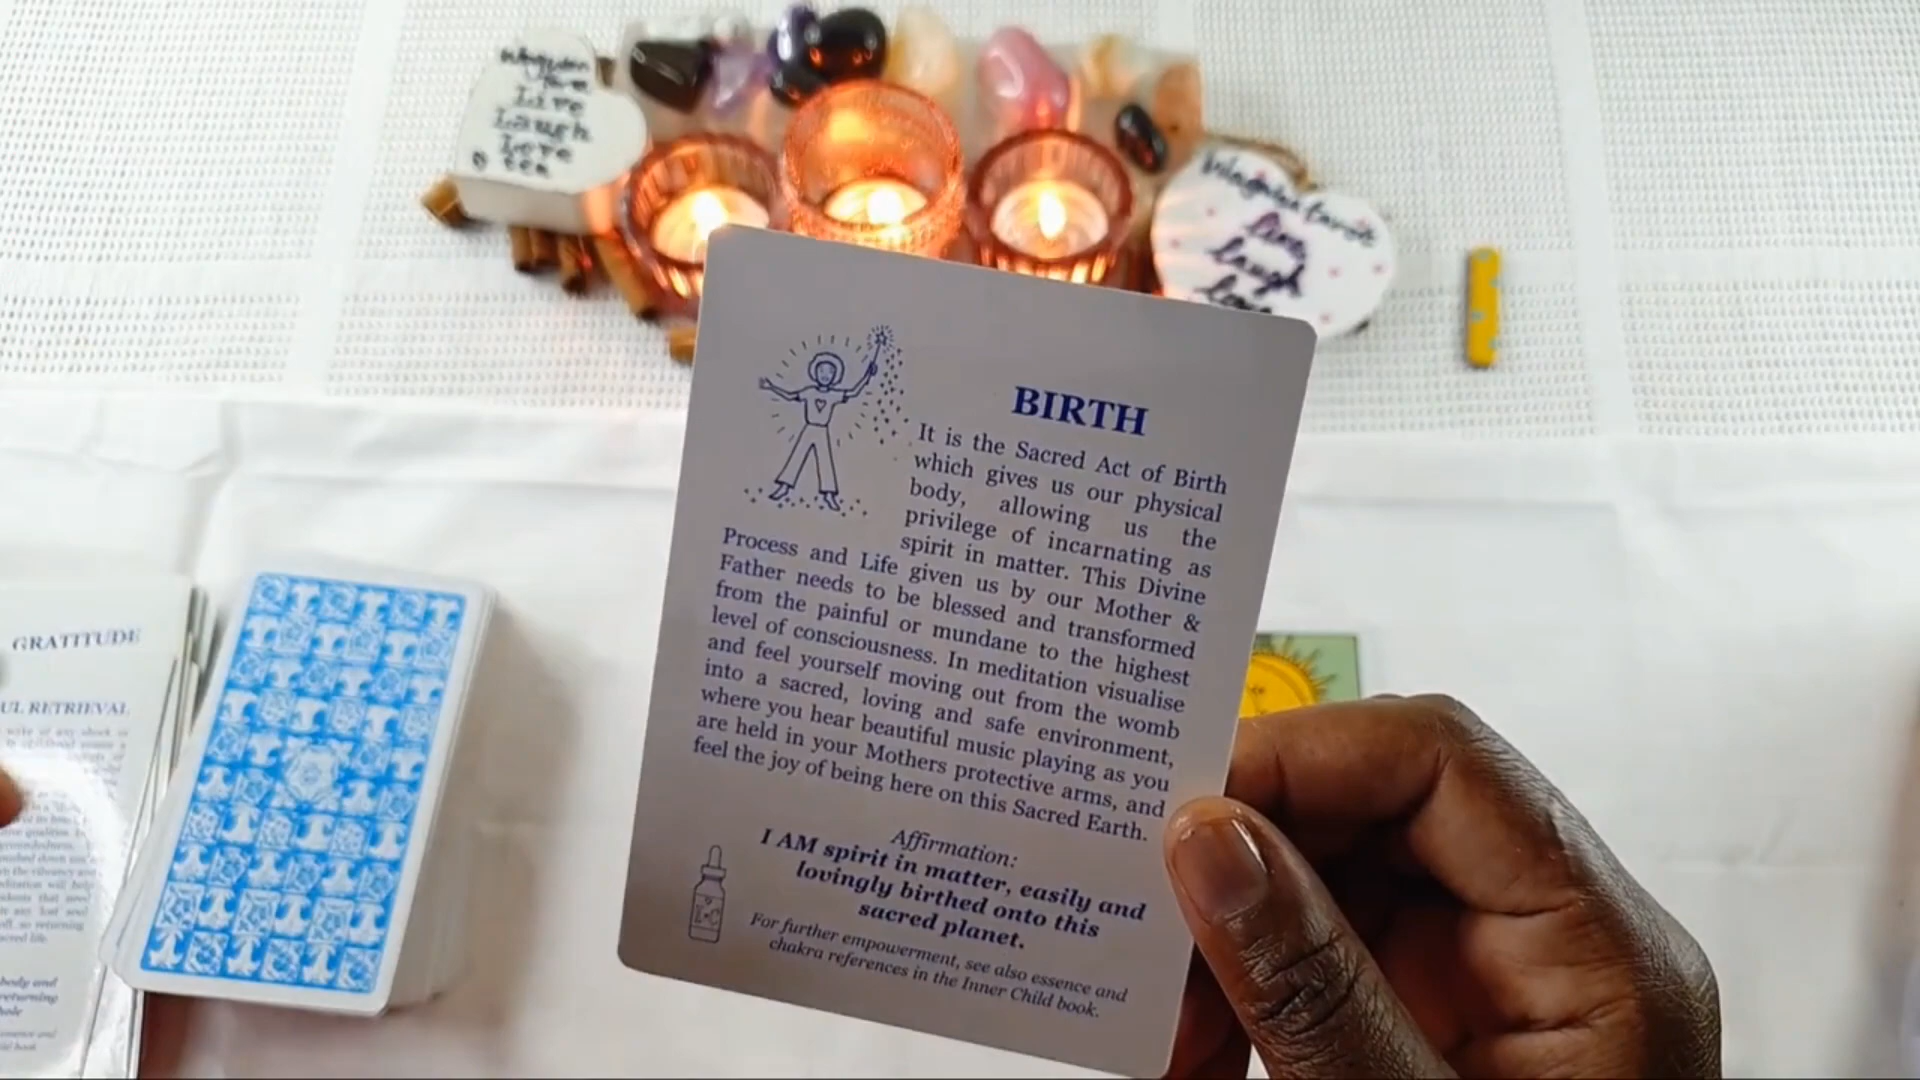 Live
Laugh
Love
tea
live
laugh
love
BIRTH
It is the Sacred Act of Birth
which gives us our physical
body, allowing us the
privilege of incarnating as
spirit in matter. This Divine
Process and Life given us by our Mother &
Father needs to be blessed and transformed
from the painful or mundane to the highest
level of consciousness. In meditation visualise
and feel yourself moving out from the womb
into a sacred, loving and safe environment,
where you hear beautiful music playing as you
are held in your Mothers protective arms, and
feel the joy of being here on this Sacred Earth.
Affirmation:
I AM spirit in matter, easily and
lovingly birthed onto this
sacred planet.
For further empowerment, see also essence and
chakra references in the Inner Child book.
GRATITUDE
UL RETRIEVAL
body and
returning